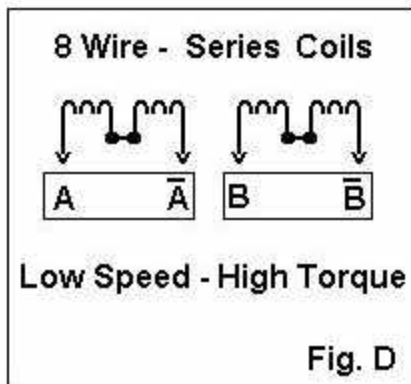 8 Wire - Series Coils
A A̅ B B̅
Low Speed - High Torque
Fig. D